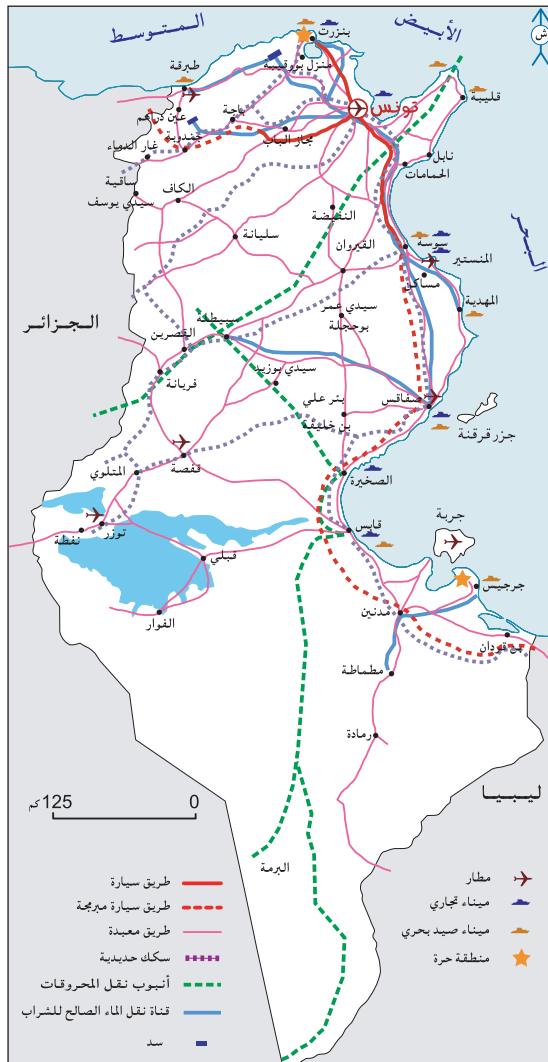 المتوسط
الأبيض
البحر
ش
بنزرت
منزل بورقيبة
طبرقة
تونس
قليبية
عين دراهم
باجة
جندوبة
مجاز الباب
غار الدماء
نابل
الحمامات
ساقية
سيدي يوسف
الكاف
النفيضة
سليانة
سوسة
القيروان
المنستير
مساكن
المهدية
الجزائر
سيدي عمر
بوحجلة
سبيطلة
القصرين
سيدي بوزيد
فريانة
بئر علي
بن خليف
صفاقس
جزر قرقنة
قفصة
المتلوي
الصخيرة
توزر
نفطة
قابس
جربة
قبلي
جرجيس
الفوار
مدنين
بن قردان
مطماطة
رمادة
ليبيا
125 كم
0
البرمة
طريق سيارة
طريق سيارة مبرمجة
طريق معبدة
سكك حديدية
أنبوب نقل المحروقات
قناة نقل الماء الصالح للشراب
سد
مطار
ميناء تجاري
ميناء صيد بحري
منطقة حرة